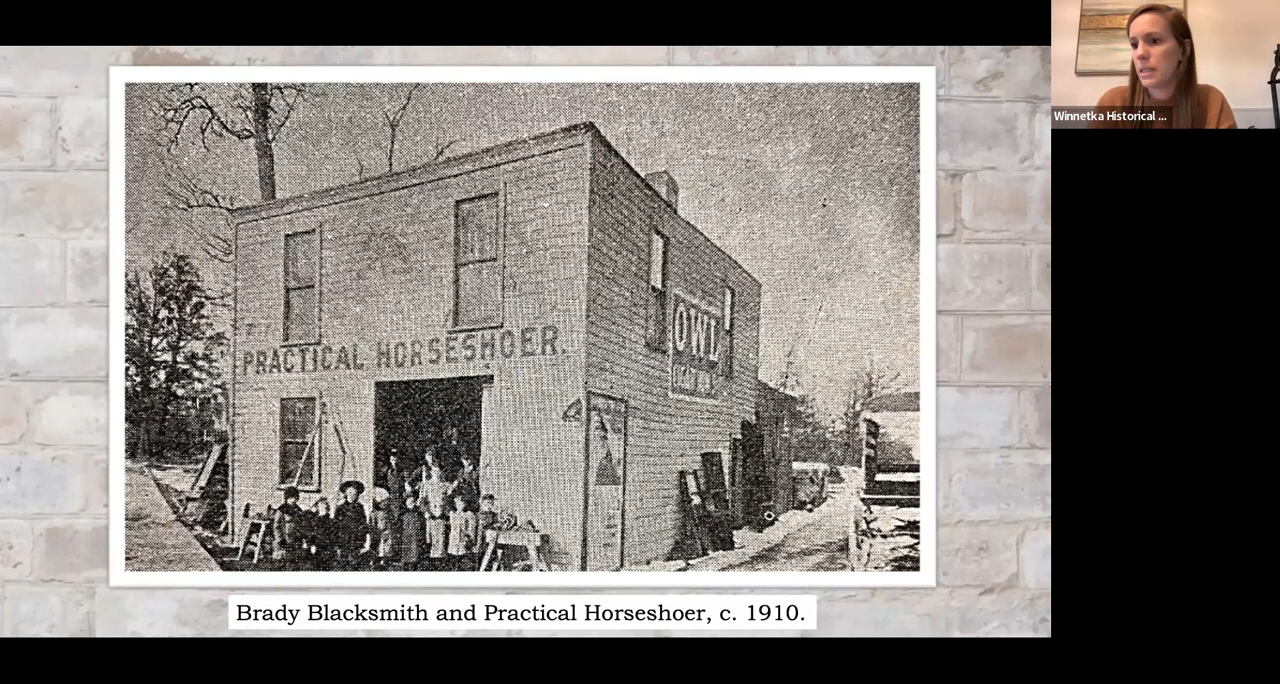 PRACTICAL HORSESHOER.
OWL
Brady Blacksmith and Practical Horseshoer, c. 1910.
Winnetka Historical ...